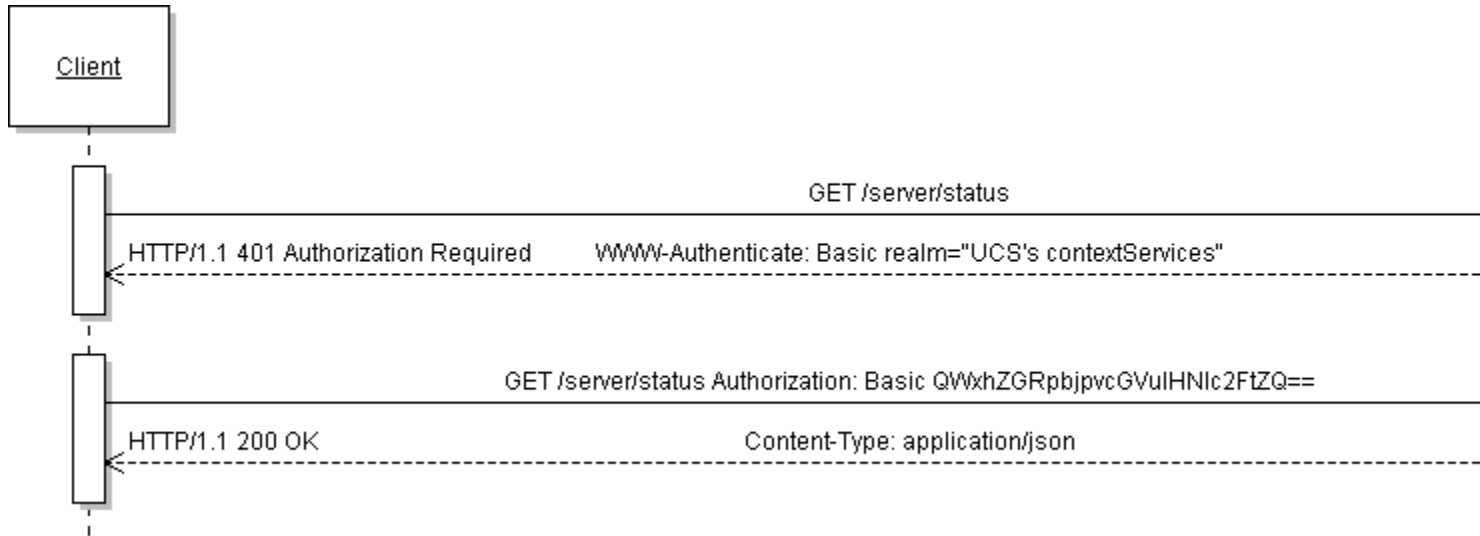 Client
GET /server/status
HTTP/1.1 401 Authorization Required WWW-Authenticate: Basic realm="UCS's contextServices"
GET /server/status Authorization: Basic QWxhZGRpbjpvcGVuIHNlc2FtZQ==
HTTP/1.1 200 OK Content-Type: application/json